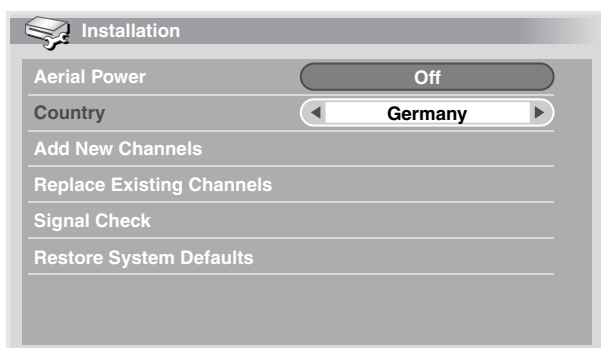 Installation
Aerial Power Off
Country Germany
Add New Channels
Replace Existing Channels
Signal Check
Restore System Defaults